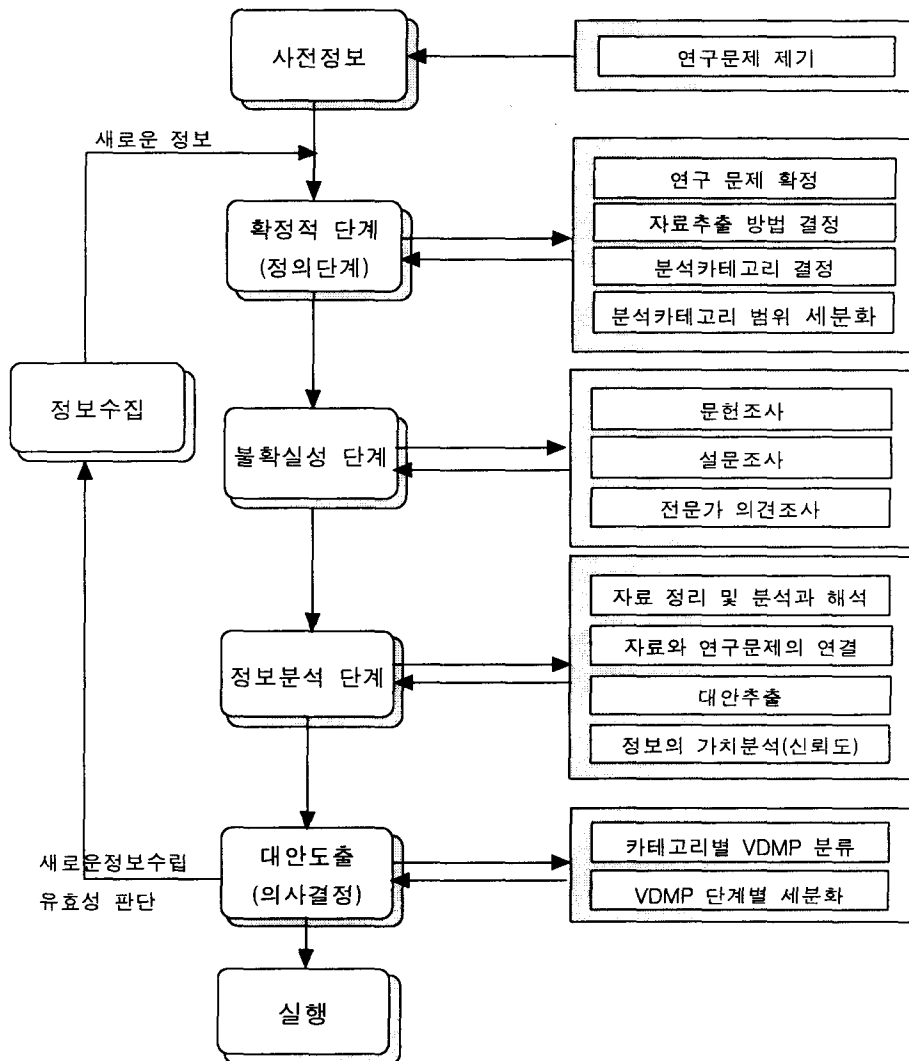 사전정보
연구문제 제기
새로운 정보
확정적 단계
(정의단계)
연구 문제 확정
자료추출 방법 결정
분석카테고리 결정
분석카테고리 범위 세분화
정보수집
불확실성 단계
문헌조사
설문조사
전문가 의견조사
정보분석 단계
자료 정리 및 분석과 해석
자료와 연구문제의 연결
대안추출
정보의 가치분석(신뢰도)
새로운정보수립
유효성 판단
대안도출
(의사결정)
카테고리별 VDMP 분류
VDMP 단계별 세분화
실행